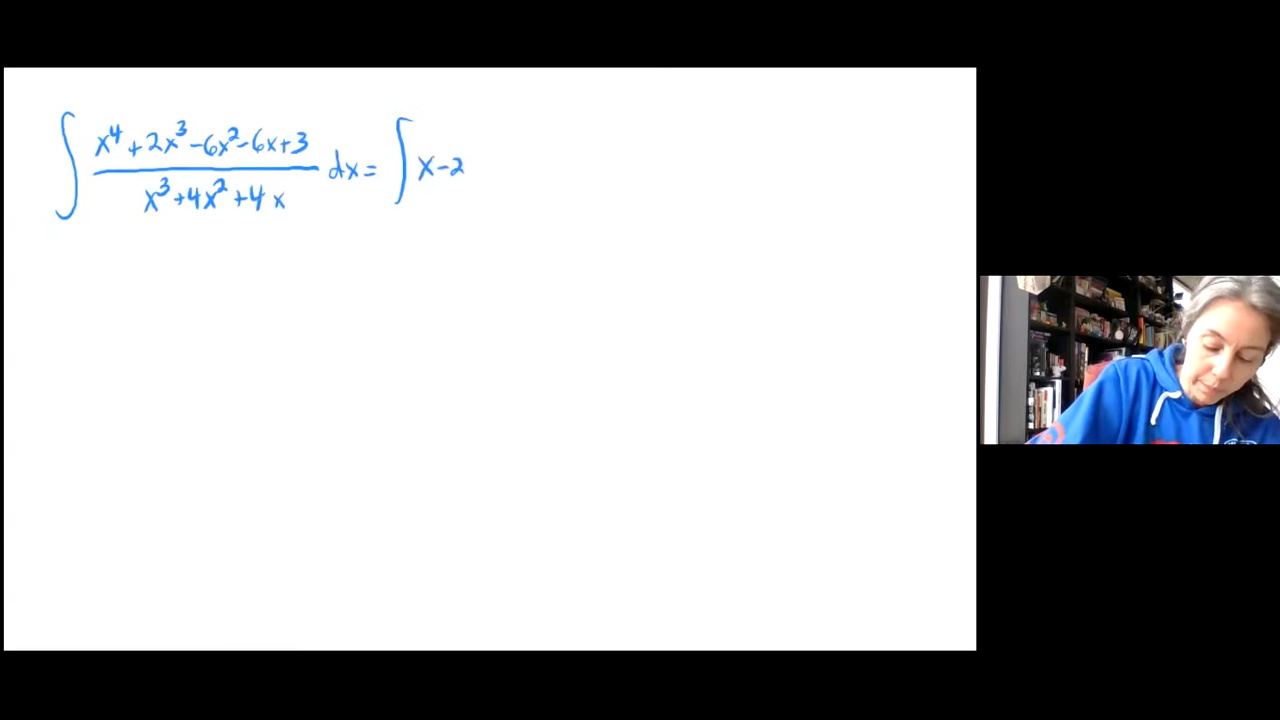 ∫ (x⁴+2x³-6x²-6x+3)/(x³+4x²+4x) dx = ∫ x-2